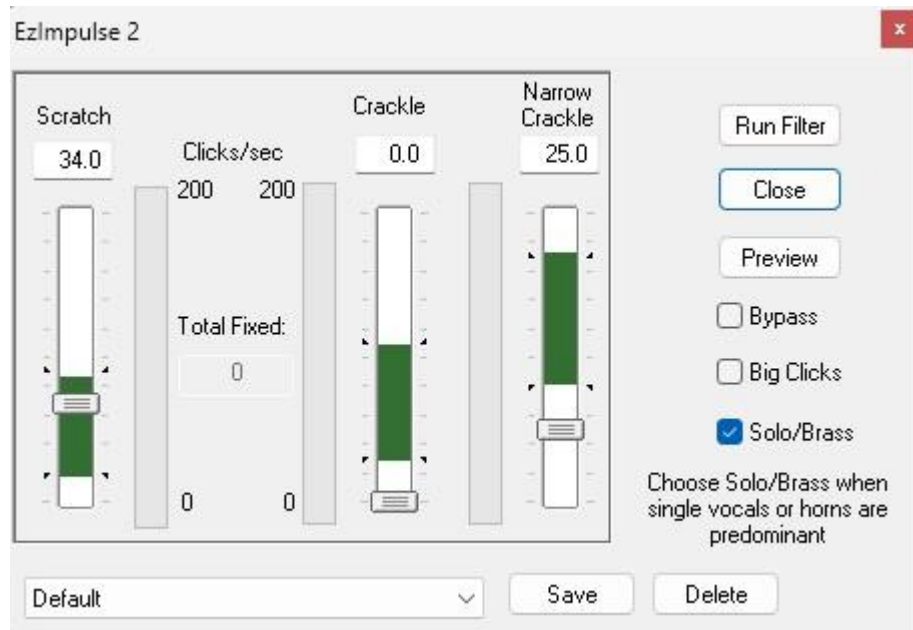 EzImpulse 2
x
Scratch
34.0
Clicks/sec
200 200
Crackle
0.0
Narrow
Crackle
25.0
Total Fixed:
0
0 0
Run Filter
Close
Preview
Bypass
Big Clicks
Solo/Brass
Choose Solo/Brass when
single vocals or horns are
predominant
Default
Save
Delete